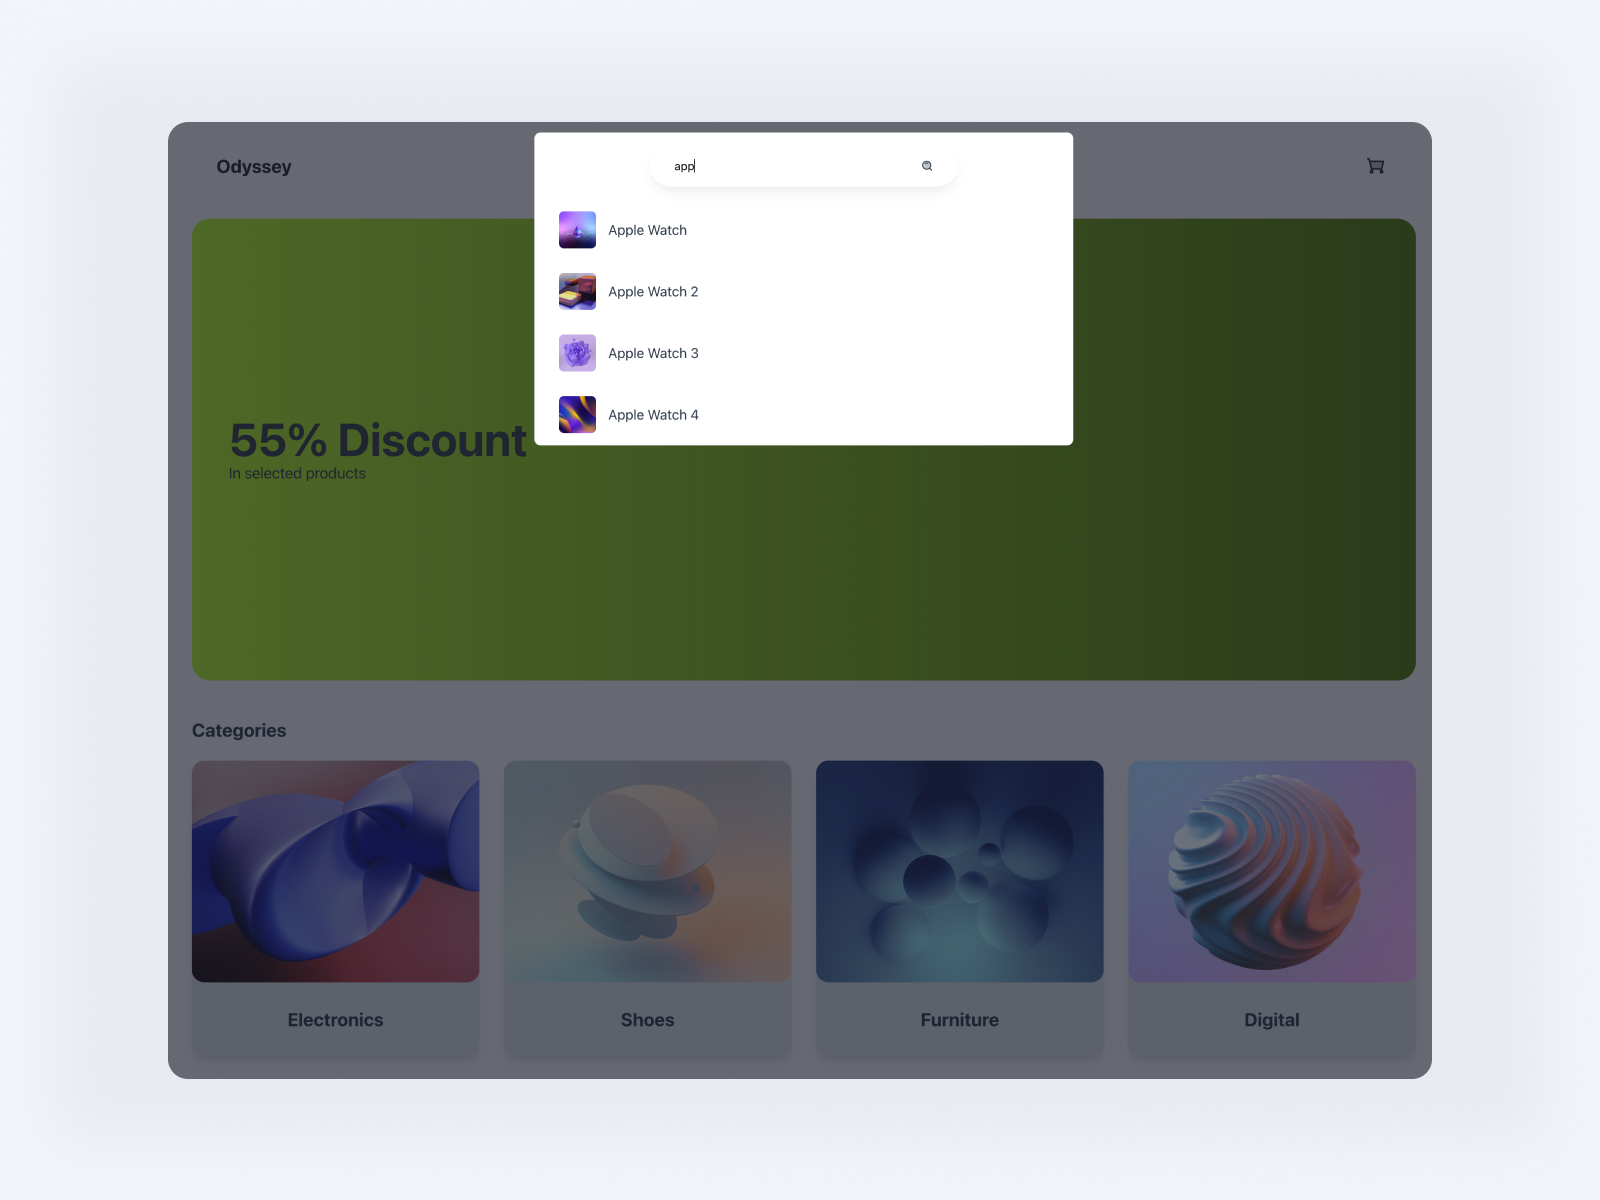 Odyssey
app
Apple Watch
Apple Watch 2
Apple Watch 3
Apple Watch 4
55% Discount
In selected products
Categories
Electronics
Shoes
Furniture
Digital